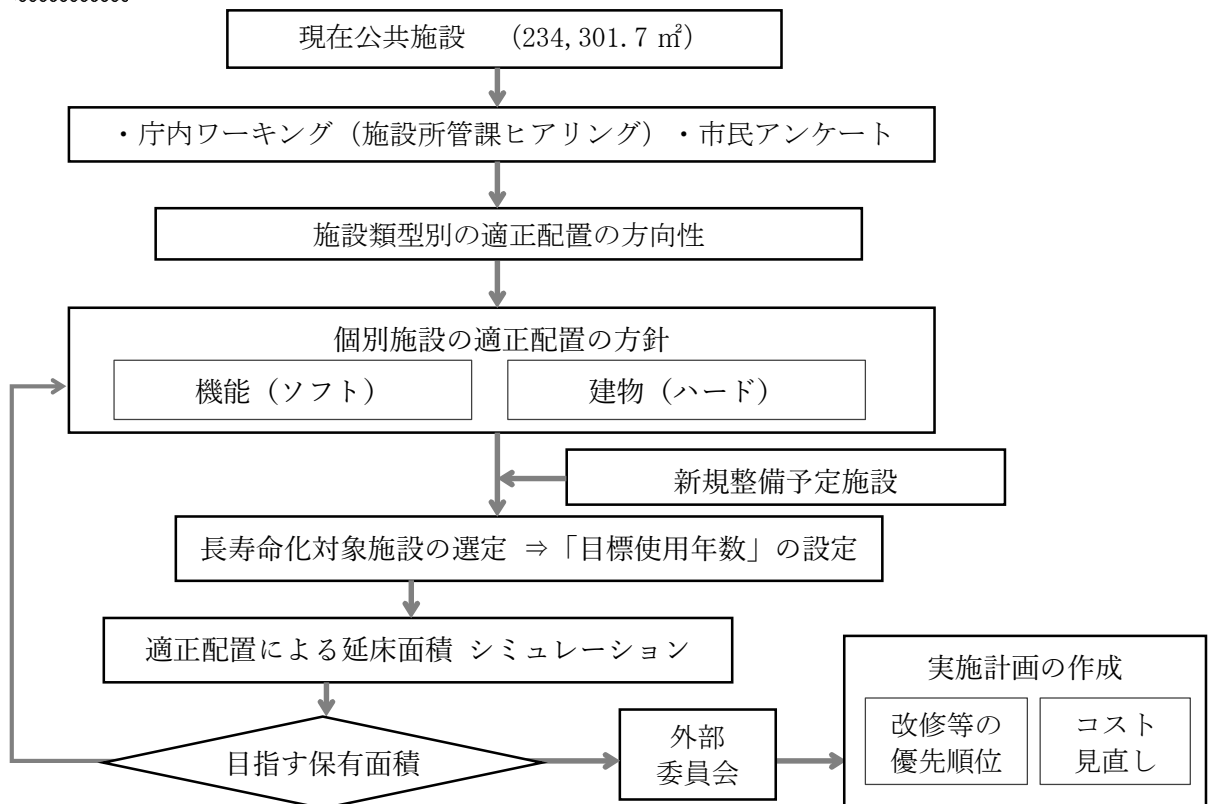 現在公共施設 （234,301.7 ㎡）
・庁内ワーキング（施設所管課ヒアリング）・市民アンケート
施設類型別の適正配置の方向性
個別施設の適正配置の方針
機能（ソフト）
建物（ハード）
新規整備予定施設
長寿命化対象施設の選定 ⇒「目標使用年数」の設定
適正配置による延床面積 シミュレーション
目指す保有面積
外部
委員会
実施計画の作成
改修等の
優先順位
コスト
見直し